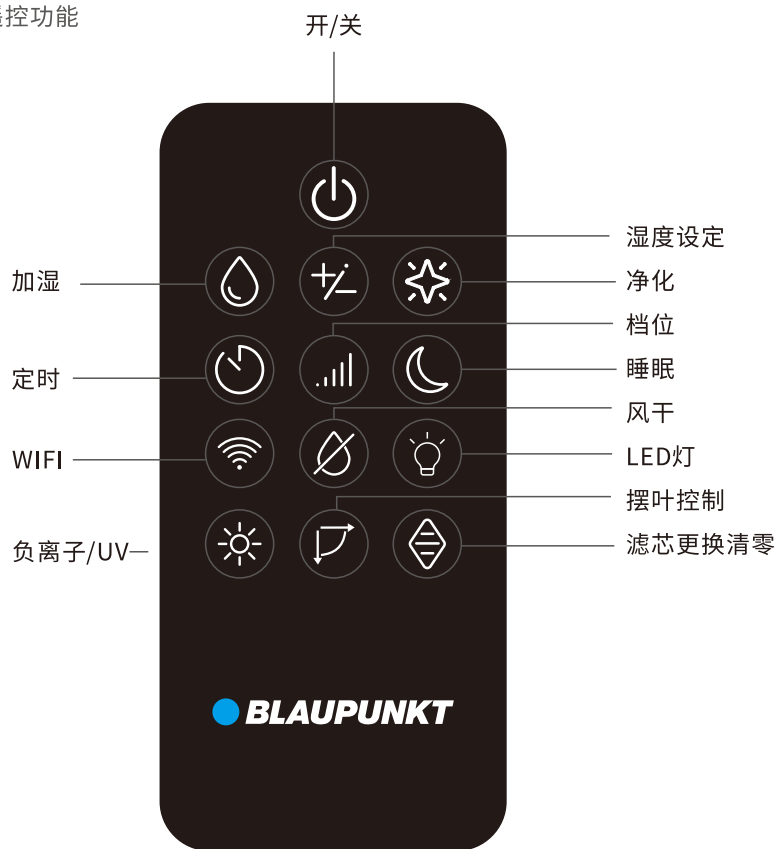 遥控功能
开/关
湿度设定
加湿
净化
档位
定时
睡眠
风干
WIFI
LED灯
摆叶控制
负离子/UV
滤芯更换清零
BLAUPUNKT